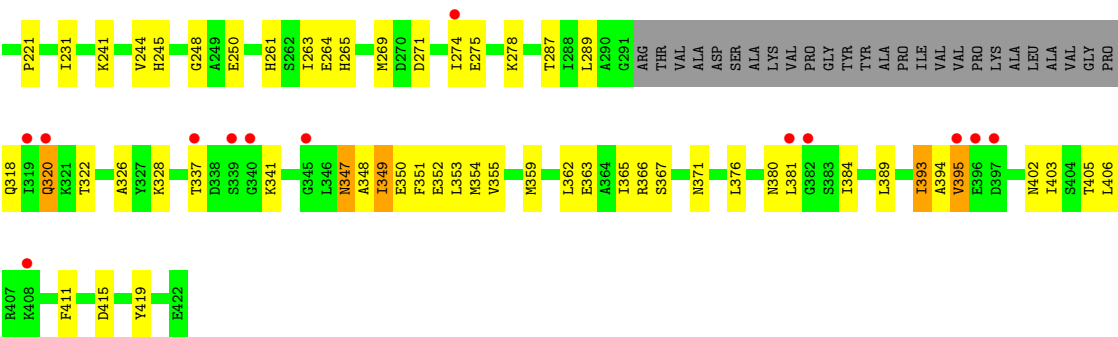 P221 I231 K241 V244 H245 G248 A249 E250 H261 S262 I263 E264 H265 M269 D270 D271 I274 E275 K278 T287 I288 L289 A290 G291 ARG THR VAL ALA ASP SER ALA LYS VAL PRO GLY TYR TYR ALA PRO ILE VAL VAL PRO LYS ALA LEU ALA VAL GLY PRO
Q318 I319 Q320 K321 T322 A326 Y327 K328 T337 D338 S339 G340 K341 G345 L346 N347 A348 I349 E350 F351 E352 L353 M354 V355 M359 L362 E363 A364 I365 R366 S367 N371 L376 N380 L381 G382 S383 I384 L389 I393 A394 V395 E396 D397 N402 I403 S404 T405 L406
R407 K408 F411 D415 Y419 E422